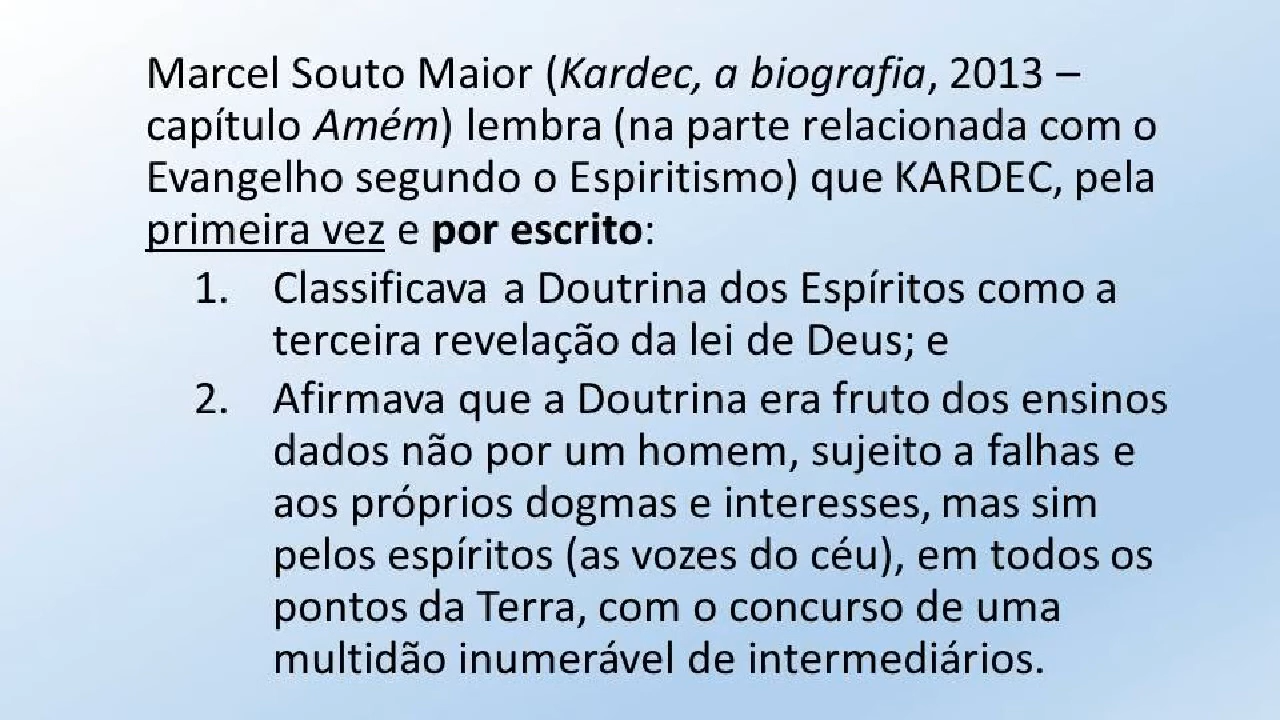 Marcel Souto Maior (Kardec, a biografia, 2013 –
capítulo Amém) lembra (na parte relacionada com o
Evangelho segundo o Espiritismo) que KARDEC, pela
primeira vez e por escrito:
1. Classificava a Doutrina dos Espíritos como a
terceira revelação da lei de Deus; e
2. Afirmava que a Doutrina era fruto dos ensinos
dados não por um homem, sujeito a falhas e
aos próprios dogmas e interesses, mas sim
pelos espíritos (as vozes do céu), em todos os
pontos da Terra, com o concurso de uma
multidão inumerável de intermediários.